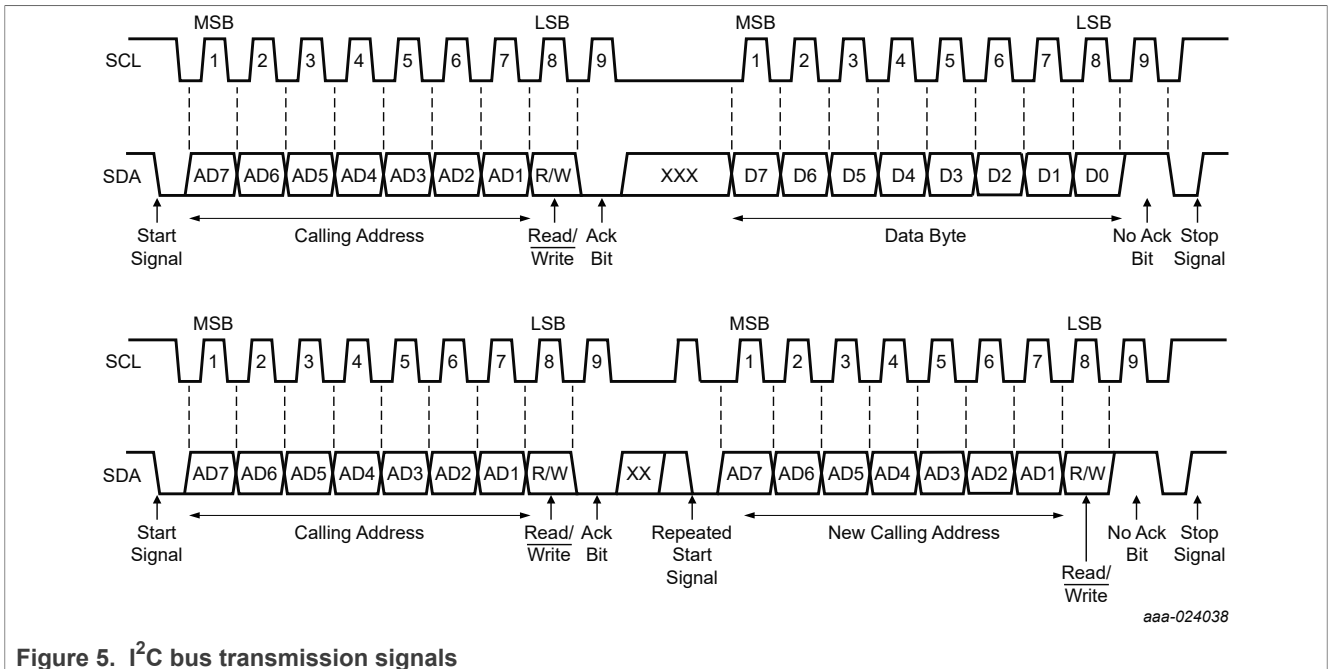 MSB LSB MSB LSB
SCL 1 2 3 4 5 6 7 8 9 1 2 3 4 5 6 7 8 9
SDA AD7 AD6 AD5 AD4 AD3 AD2 AD1 R/W XXX D7 D6 D5 D4 D3 D2 D1 D0
Start Signal
Calling Address
Read/ Write
Ack Bit
Data Byte
No Ack Bit
Stop Signal
MSB LSB MSB LSB
SCL 1 2 3 4 5 6 7 8 9 1 2 3 4 5 6 7 8 9
SDA AD7 AD6 AD5 AD4 AD3 AD2 AD1 R/W XX AD7 AD6 AD5 AD4 AD3 AD2 AD1 R/W
Start Signal
Calling Address
Read/ Write
Ack Bit
Repeated Start Signal
New Calling Address
Read/ Write
No Ack Bit
Stop Signal
aaa-024038
Figure 5. I²C bus transmission signals